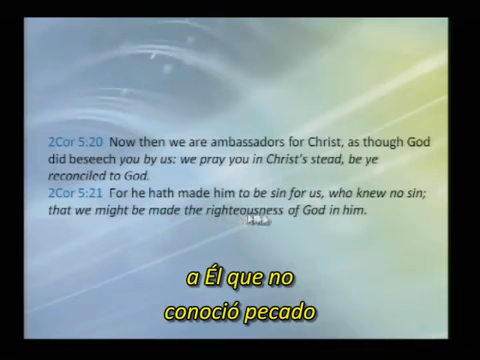 2Cor 5:20 Now then we are ambassadors for Christ, as though God
did beseech you by us: we pray you in Christ's stead, be ye
reconciled to God.
2Cor 5:21 For he hath made him to be sin for us, who knew no sin;
that we might be made the righteousness of God in him.
a Él que no
conoció pecado